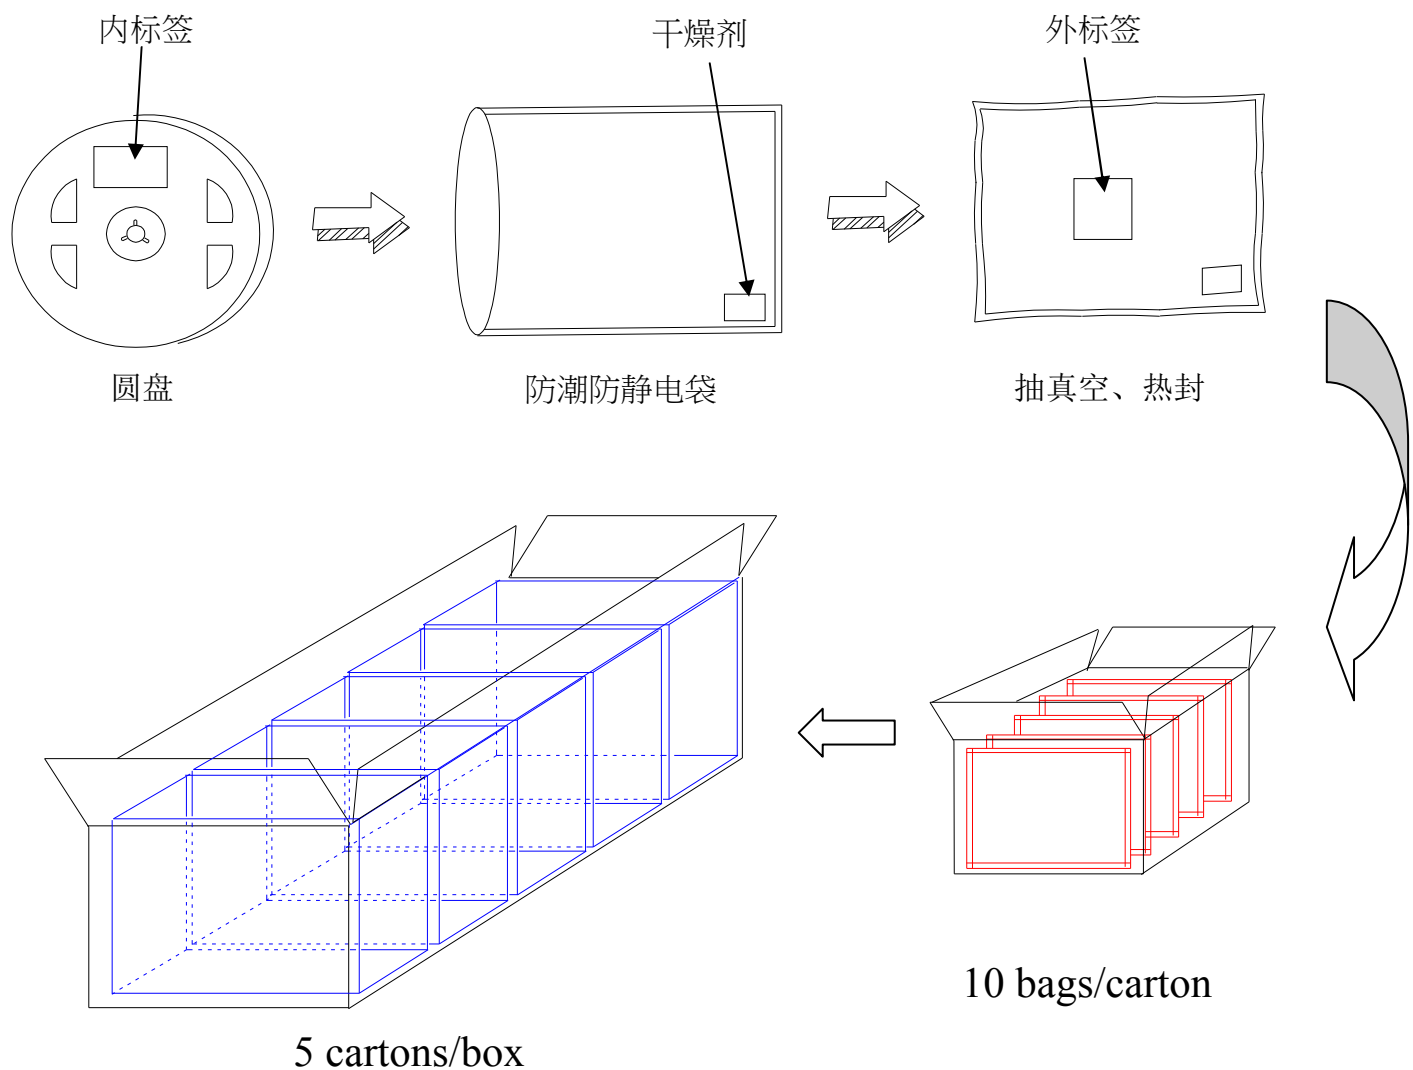 内标签
干燥剂
外标签
圆盘
防潮防静电袋
抽真空、热封
10 bags/carton
5 cartons/box